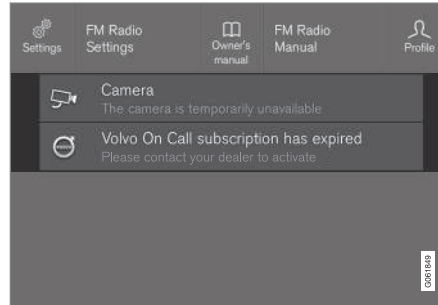 Settings
FM Radio
Settings
Owner's
manual
FM Radio
Manual
Profile
Camera
The camera is temporarily unavailable
Volvo On Call subscription has expired
Please contact your dealer to activate
G061849